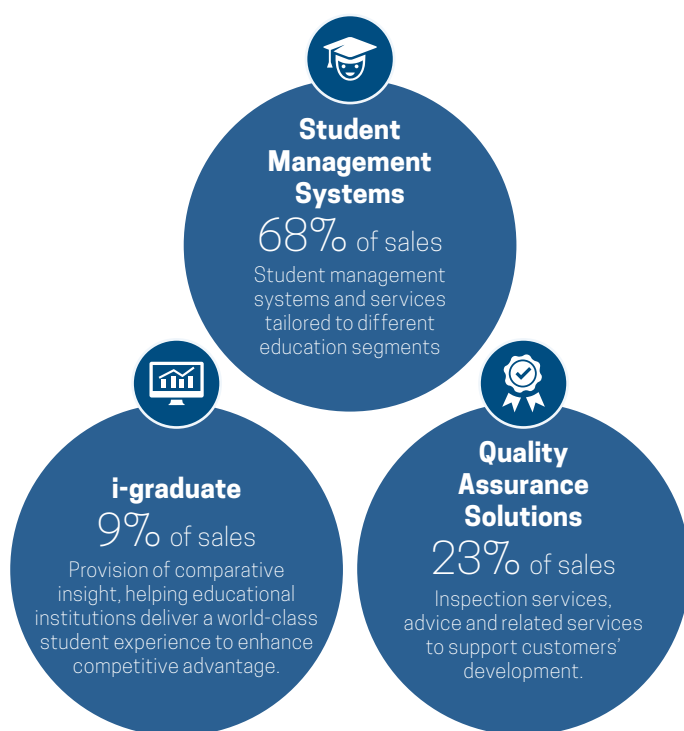 Student
Management
Systems
68% of sales
Student management
systems and services
tailored to different
education segments
i-graduate
9% of sales
Provision of comparative
insight, helping educational
institutions deliver a world-class
student experience to enhance
competitive advantage.
Quality
Assurance
Solutions
23% of sales
Inspection services,
advice and related services
to support customers’
development.